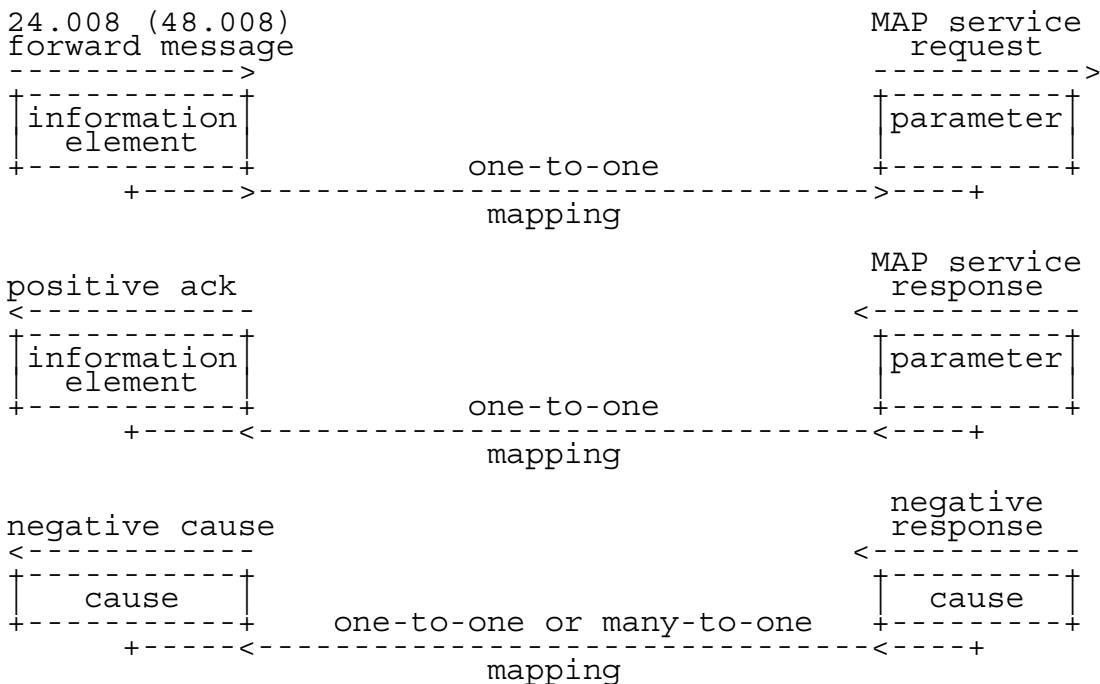 24.008 (48.008) MAP service
forward message request
------------> ----------->
+-----------+ +---------+
|information| |parameter|
| element | | |
+-----------+ one-to-one +---------+
+----->-------------------------------->----+
mapping
MAP service
positive ack response
<------------ <-----------
+-----------+ +---------+
|information| |parameter|
| element | | |
+-----------+ one-to-one +---------+
+-----<--------------------------------<----+
mapping
negative
negative cause response
<------------ <-----------
+-----------+ +---------+
| cause | | cause |
+-----------+ one-to-one or many-to-one +---------+
+-----<--------------------------------<----+
mapping